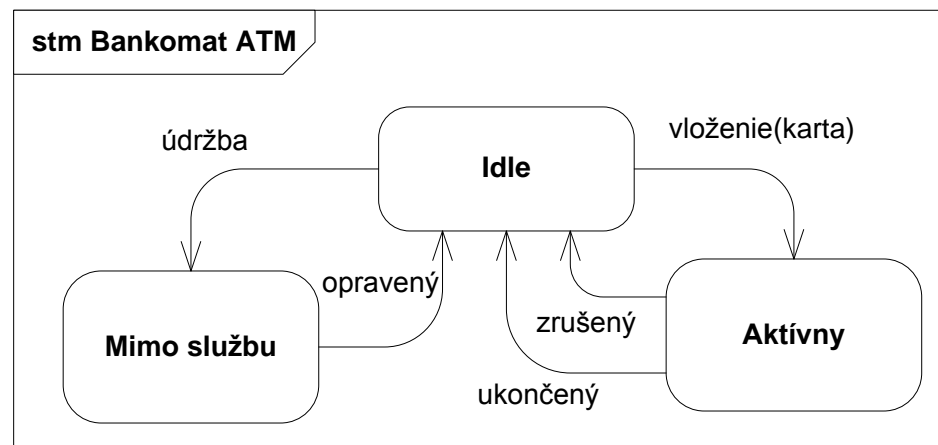 stm Bankomat ATM
údržba
vloženie(karta)
Idle
opravený
zrušený
Mimo službu
Aktívny
ukončený